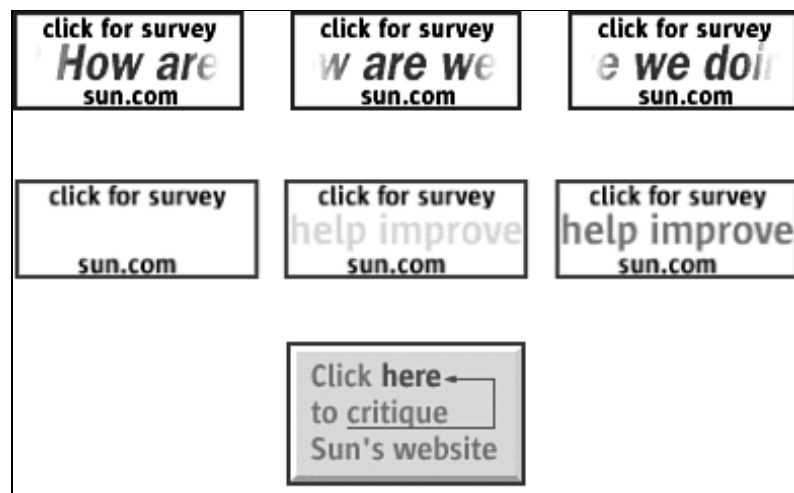 click for survey
How are
sun.com
click for survey
w are we
sun.com
click for survey
e we doi
sun.com
click for survey
sun.com
click for survey
help improve
sun.com
click for survey
help improve
sun.com
Click here
to critique
Sun's website